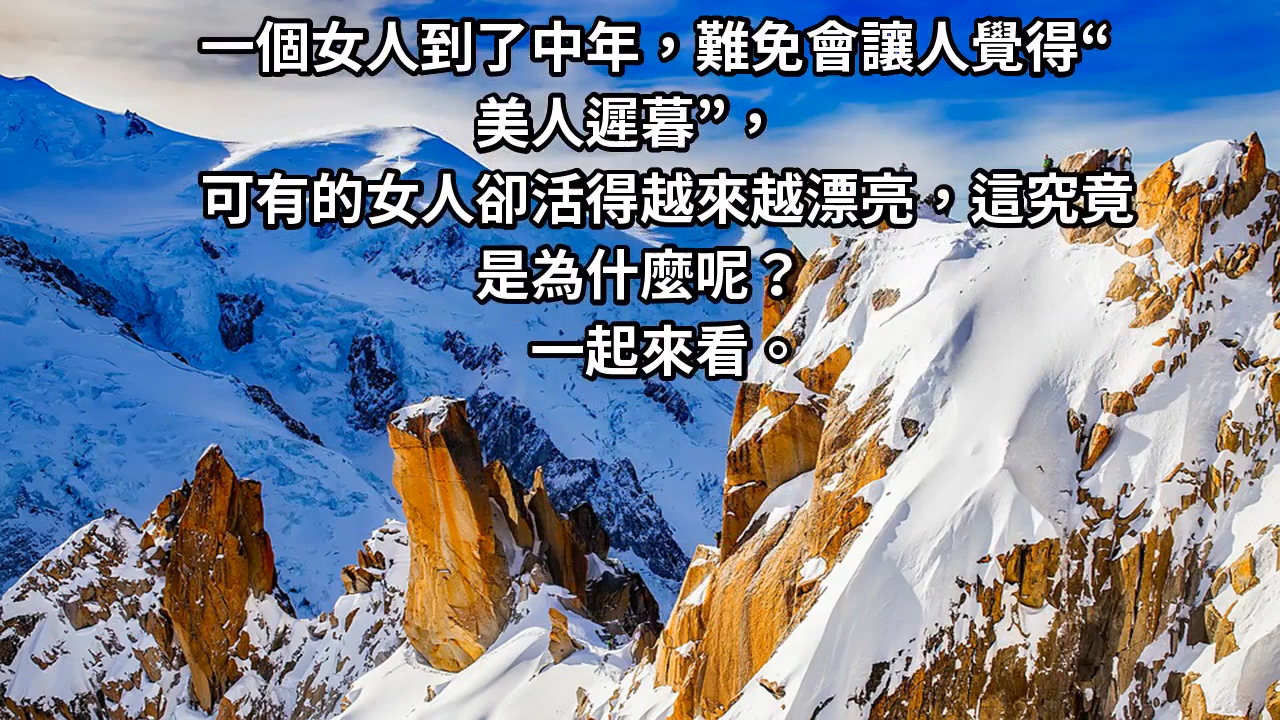 一個女人到了中年，難免會讓人覺得“
美人遲暮”，
可有的女人卻活得越來越漂亮，這究竟
是為什麼呢？
一起來看。